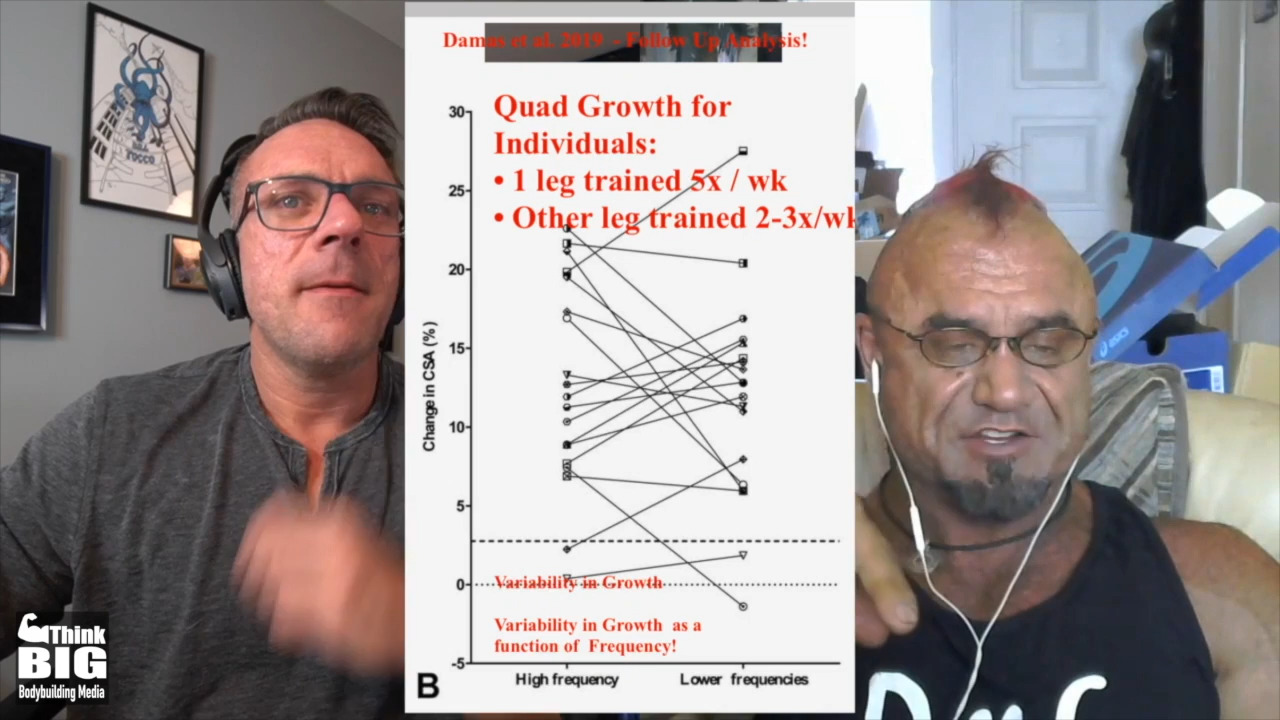 Damas et al. 2019 - Follow Up Analysis!
Quad Growth for
Individuals:
• 1 leg trained 5x / wk
• Other leg trained 2-3x/wk
30
25
20
15
10
5
0
-5
Change in CSA (%)
Variability in Growth
Variability in Growth as a
function of Frequency!
B
High frequency
Lower frequencies
ROCCO
asics
Think
BIG
Bodybuilding Media